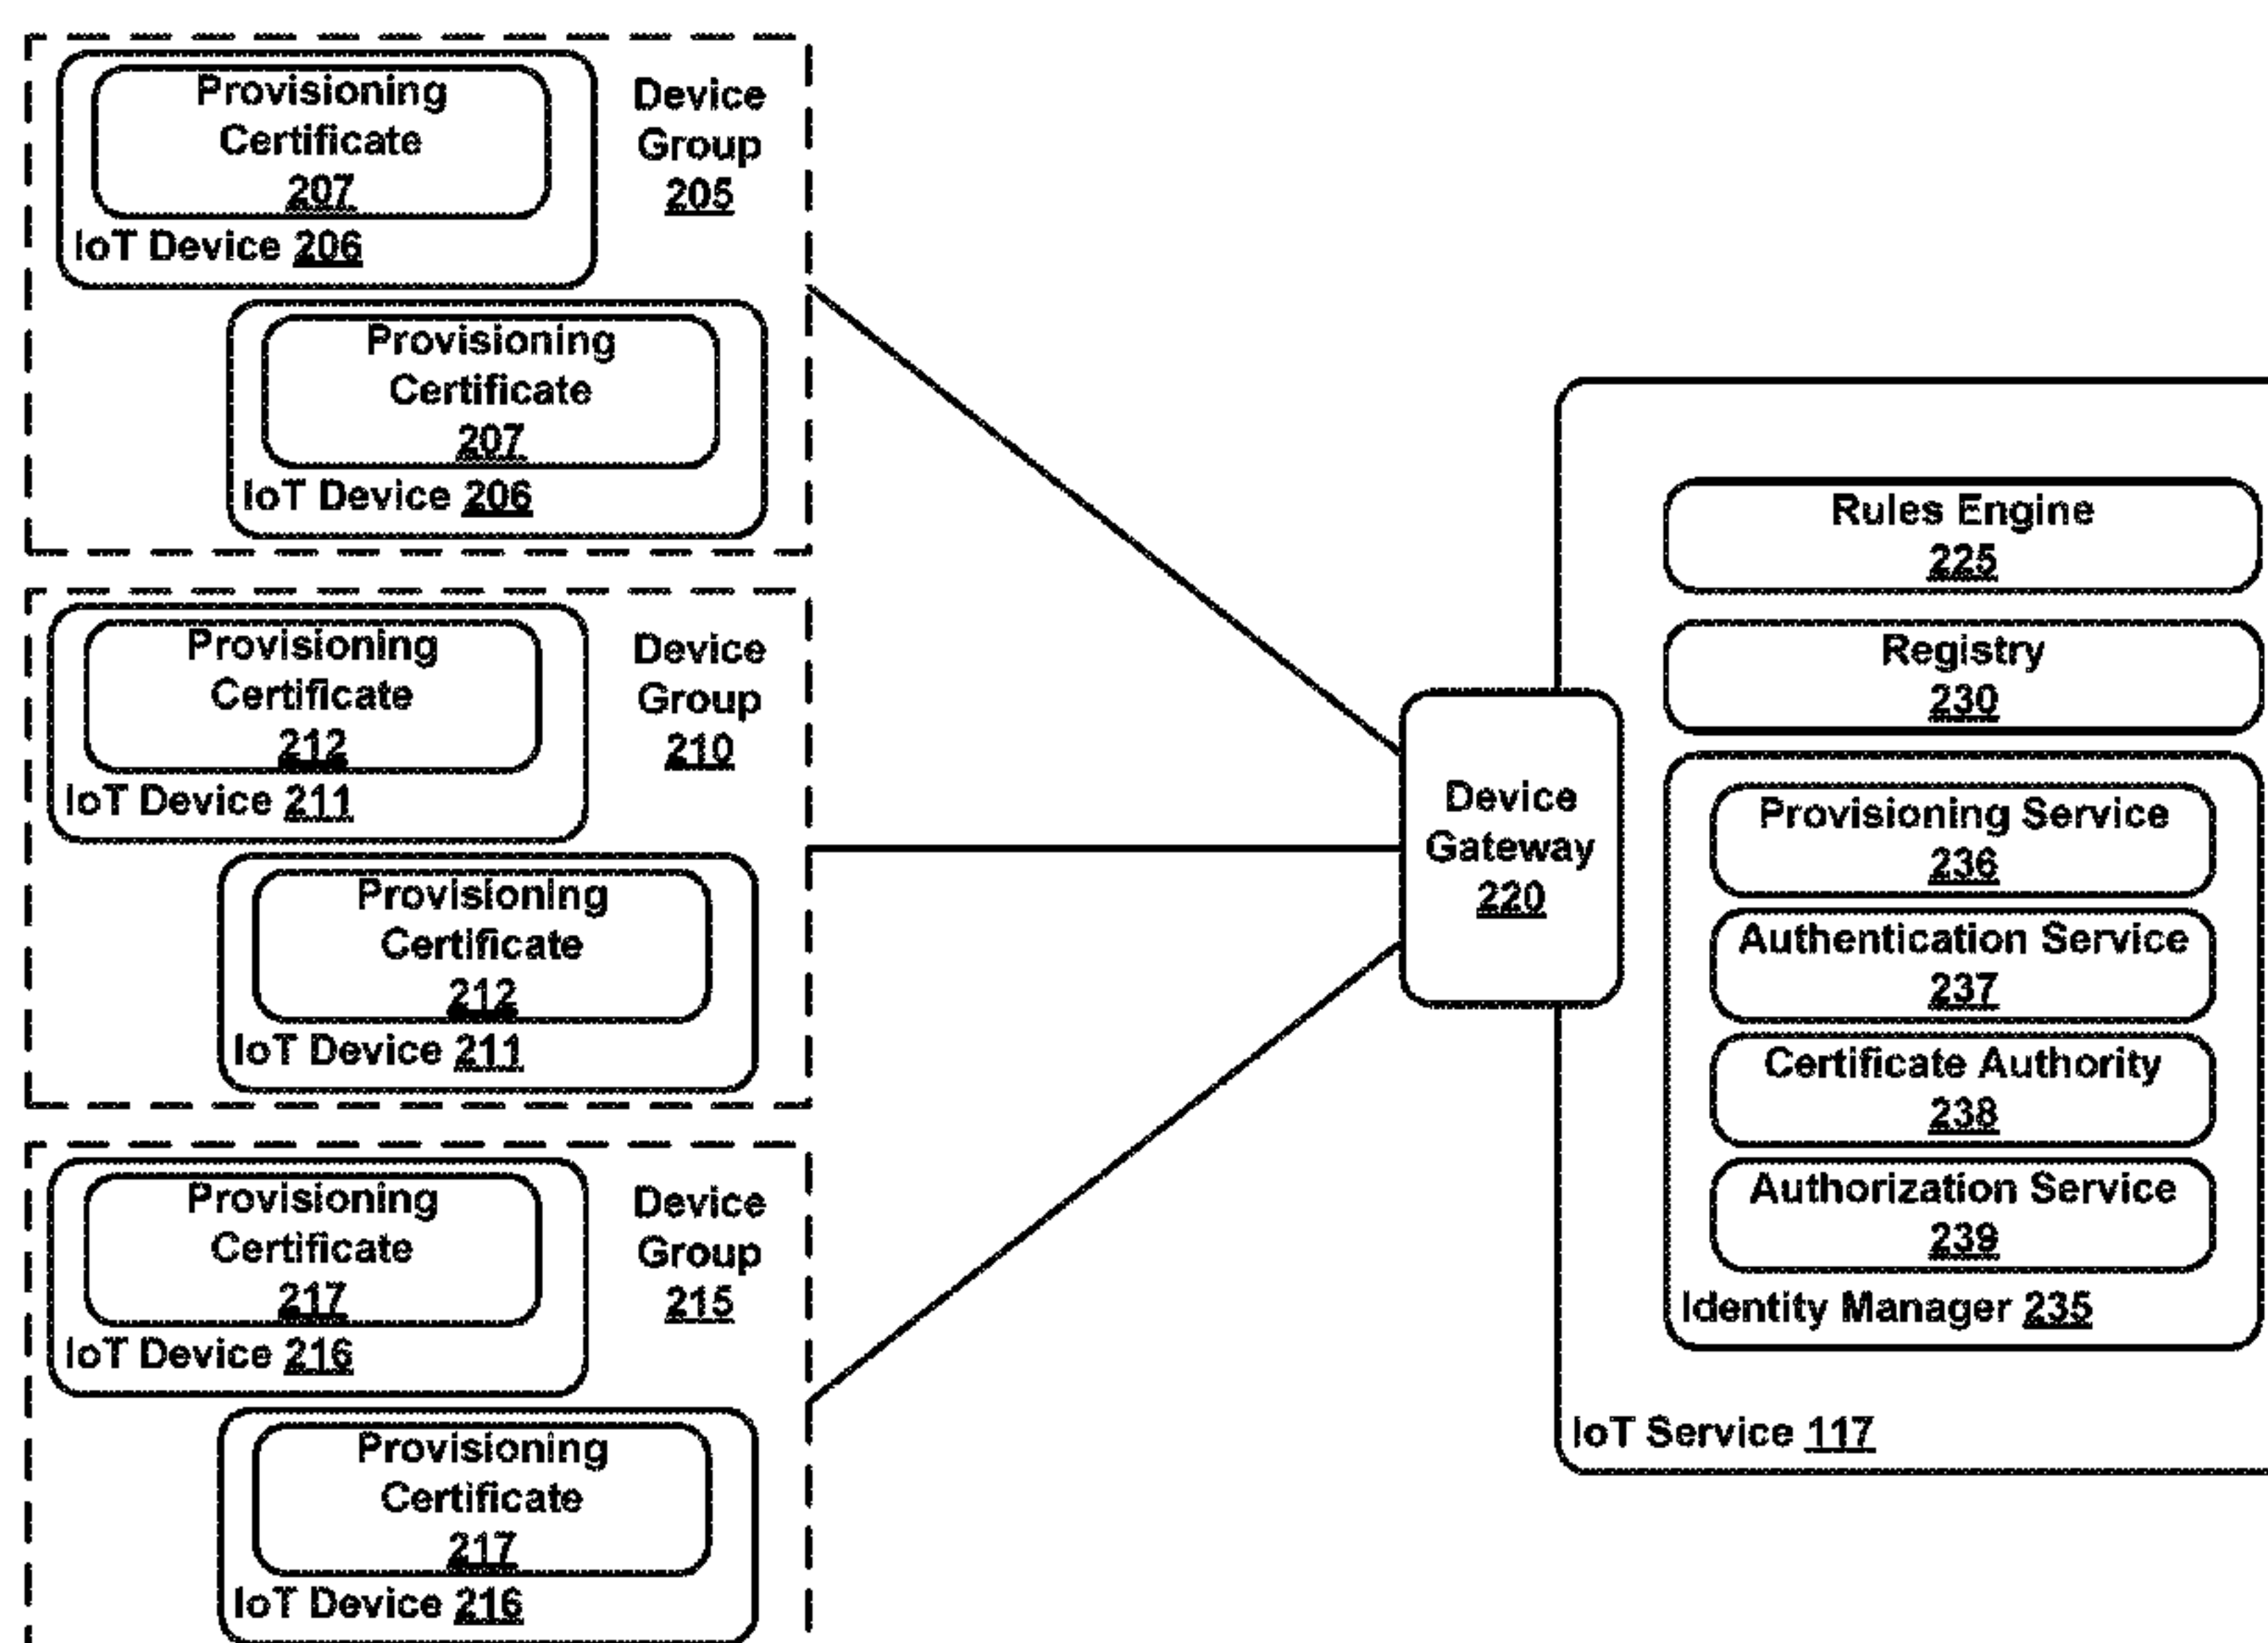 Provisioning
Certificate
207
IoT Device 206
Device
Group
205
Provisioning
Certificate
207
IoT Device 206
Provisioning
Certificate
212
IoT Device 211
Device
Group
210
Provisioning
Certificate
212
IoT Device 211
Provisioning
Certificate
217
IoT Device 216
Device
Group
215
Provisioning
Certificate
217
IoT Device 216
Device
Gateway
220
Rules Engine
225
Registry
230
Provisioning Service
236
Authentication Service
237
Certificate Authority
238
Authorization Service
239
Identity Manager 235
IoT Service 117